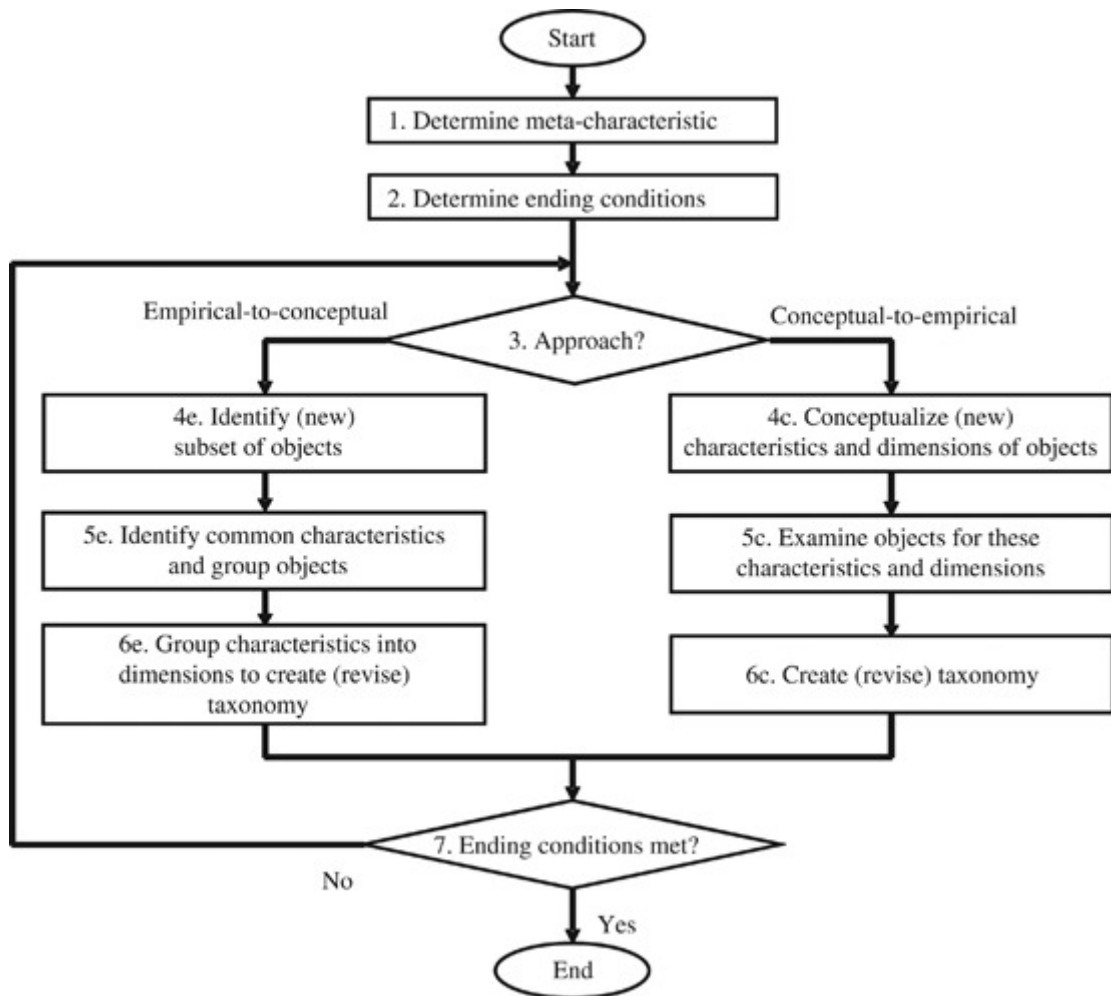 Start
1. Determine meta-characteristic
2. Determine ending conditions
Empirical-to-conceptual
Conceptual-to-empirical
3. Approach?
4e. Identify (new)
subset of objects
4c. Conceptualize (new)
characteristics and dimensions of objects
5e. Identify common characteristics
and group objects
5c. Examine objects for these
characteristics and dimensions
6e. Group characteristics into
dimensions to create (revise)
taxonomy
6c. Create (revise) taxonomy
7. Ending conditions met?
No
Yes
End